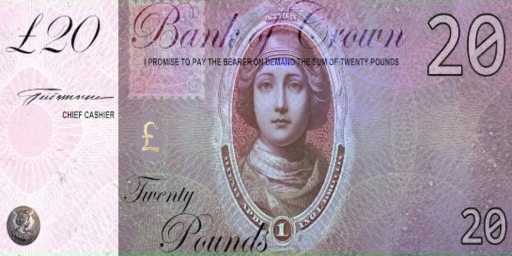 £20
Bank of Crown
20
I PROMISE TO PAY THE BEARER ON DEMAND THE SUM OF TWENTY POUNDS
CHIEF CASHIER
£
Twenty
Pounds
1
20